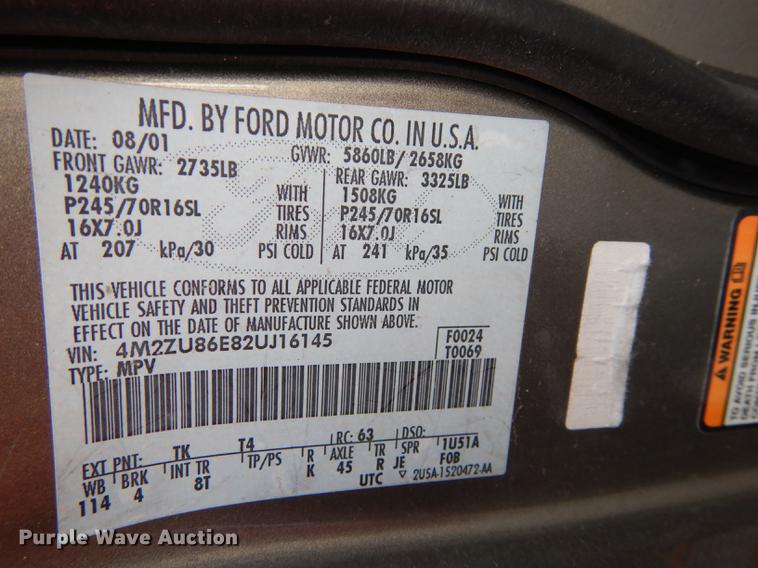 MFD. BY FORD MOTOR CO. IN U.S.A.
DATE: 08/01 GVWR: 5860LB/2658KG
FRONT GAWR: 2735LB REAR GAWR: 3325LB
1240KG WITH 1508KG WITH
P245/70R16SL TIRES P245/70R16SL TIRES
16X7.0J RIMS 16X7.0J RIMS
AT 207 kPa/30 PSI COLD AT 241 kPa/35 PSI COLD
THIS VEHICLE CONFORMS TO ALL APPLICABLE FEDERAL MOTOR
VEHICLE SAFETY AND THEFT PREVENTION STANDARDS IN
EFFECT ON THE DATE OF MANUFACTURE SHOWN ABOVE.
VIN: 4M2ZU86E82UJ16145 F0024
TYPE: MPV T0069
EXT PNT: TK T4 RC: 63 DSO: 1U51A
WB BRK INT TR TP/PS R AXLE TR SPR F0B
114 4 8T K 45 R JE
UTC ▽ 2U5A-1520472-AA
WARNING
TO AVOID SERIOUS
Purple Wave Auction